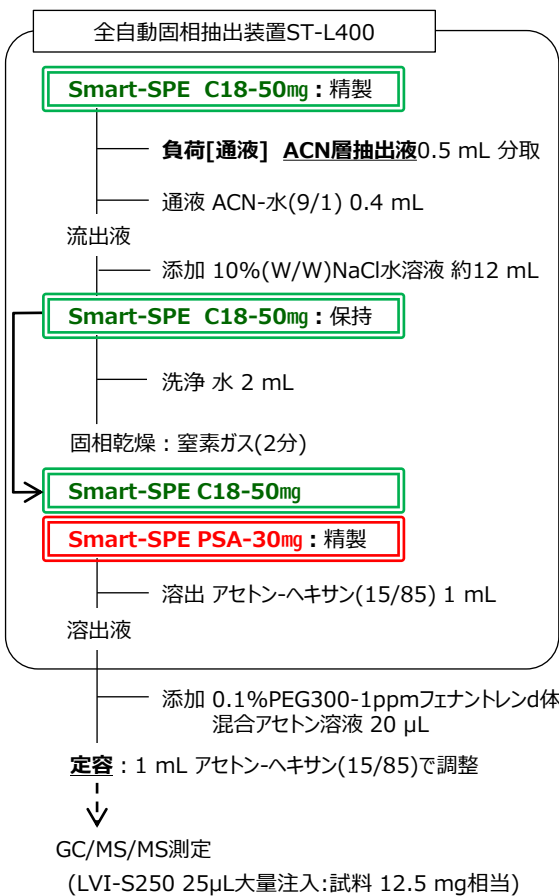 全自動固相抽出装置ST-L400
Smart-SPE C18-50mg：精製
負荷[通液] ACN層抽出液0.5 mL 分取
通液 ACN-水(9/1) 0.4 mL
流出液
添加 10%(W/W)NaCl水溶液 約12 mL
Smart-SPE C18-50mg：保持
洗浄 水 2 mL
固相乾燥：窒素ガス(2分)
Smart-SPE C18-50mg
Smart-SPE PSA-30mg：精製
溶出 アセトン-ヘキサン(15/85) 1 mL
溶出液
添加 0.1%PEG300-1ppmフェナントレンd体
混合アセトン溶液 20 µL
定容：1 mL アセトン-ヘキサン(15/85)で調整
GC/MS/MS測定
(LVI-S250 25µL大量注入:試料 12.5 mg相当)